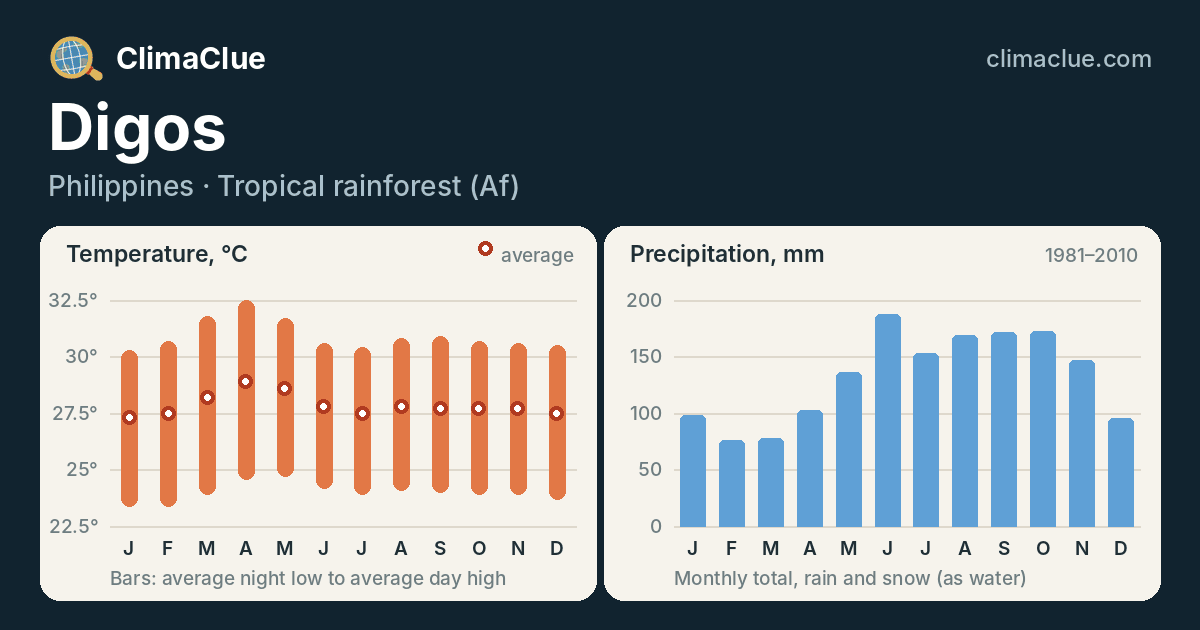 ClimaClue
climaclue.com
Digos
Philippines · Tropical rainforest (Af)
Temperature, °C
average
32.5°
30°
27.5°
25°
22.5°
J F M A M J J A S O N D
Bars: average night low to average day high
Precipitation, mm
1981–2010
200
150
100
50
0
J F M A M J J A S O N D
Monthly total, rain and snow (as water)